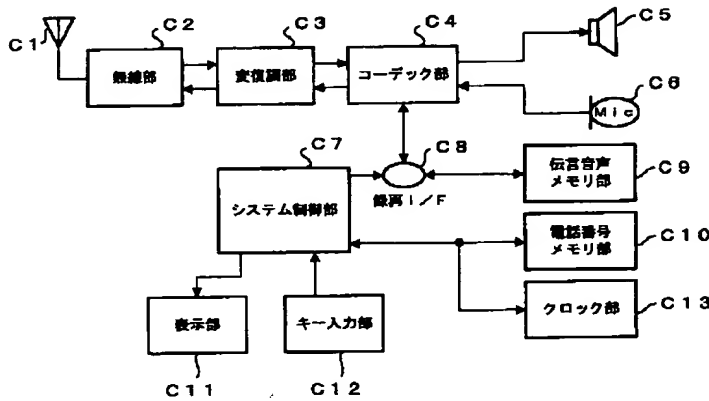 C1
C2
C3
C4
C5
無線部
変復調部
コーデック部
C6
Mic
C7
C8
システム制御部
録再I/F
伝言音声
メモリ部
C9
電話番号
メモリ部
C10
クロック部
C13
表示部
キー入力部
C11
C12